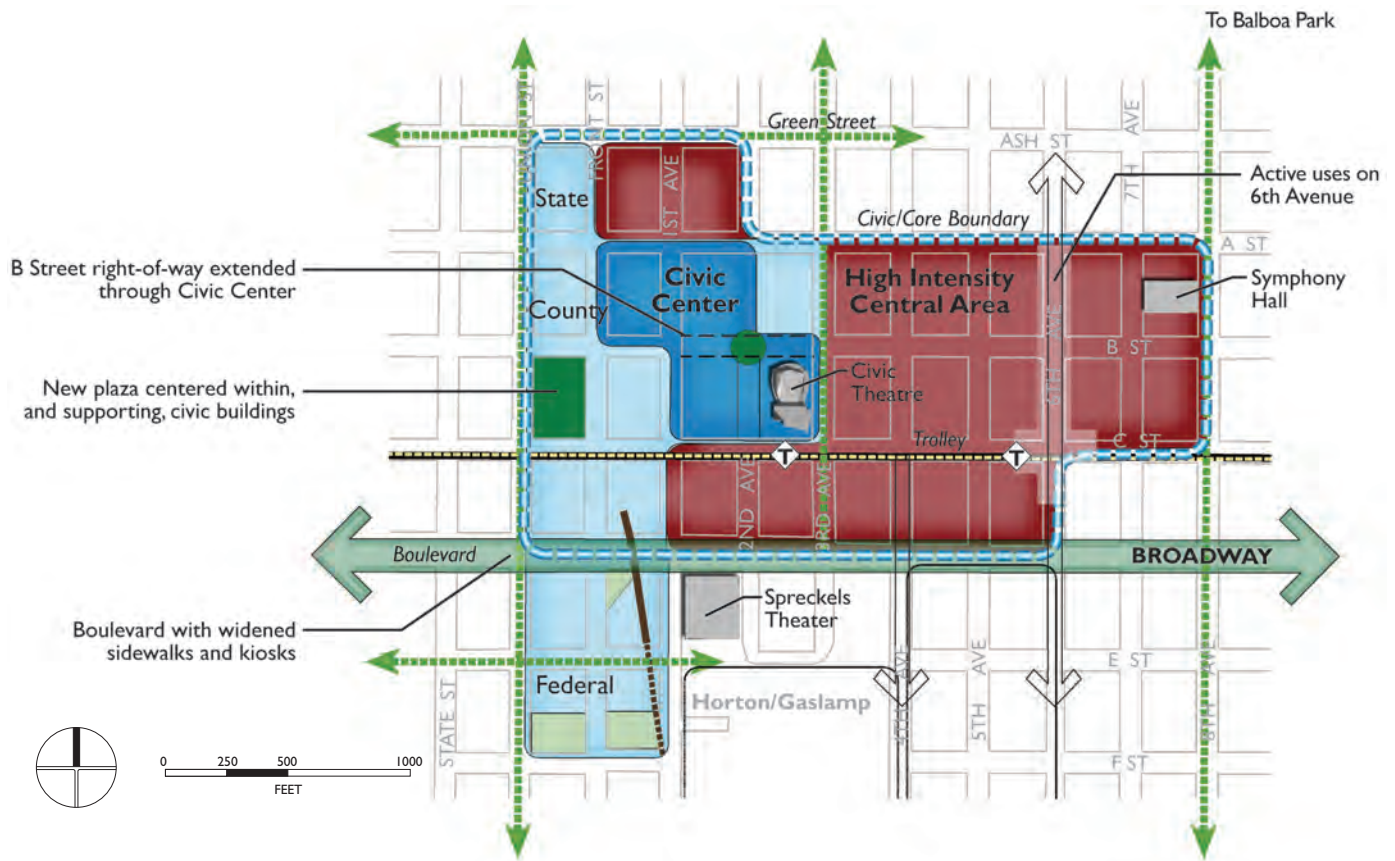 To Balboa Park
Green Street
ASH ST
7TH AVE
Active uses on
6th Avenue
FRONT ST
1ST AVE
State
Civic/Core Boundary
A ST
B Street right-of-way extended
through Civic Center
Civic
Center
High Intensity
Central Area
Symphony
Hall
County
6TH AVE
B ST
New plaza centered within,
and supporting, civic buildings
Civic
Theatre
Trolley
C ST
T
T
2ND AVE
3RD AVE
Boulevard
BROADWAY
Boulevard with widened
sidewalks and kiosks
Spreckels
Theater
E ST
Federal
Horton/Gaslamp
STATE ST
4TH AVE
5TH AVE
AVE
F ST
0 250 500 1000
FEET